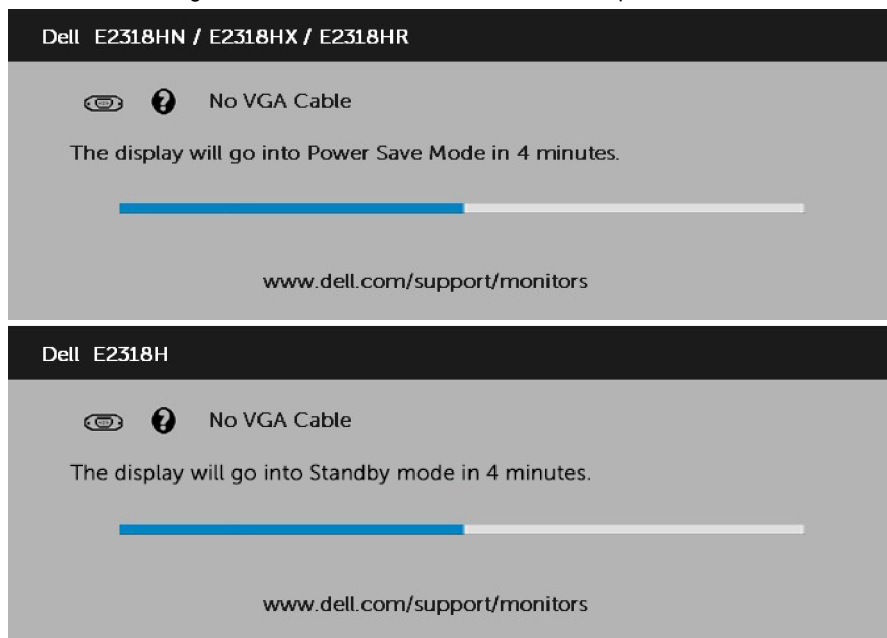 Dell E2318HN / E2318HX / E2318HR
No VGA Cable
The display will go into Power Save Mode in 4 minutes.
www.dell.com/support/monitors
Dell E2318H
No VGA Cable
The display will go into Standby mode in 4 minutes.
www.dell.com/support/monitors